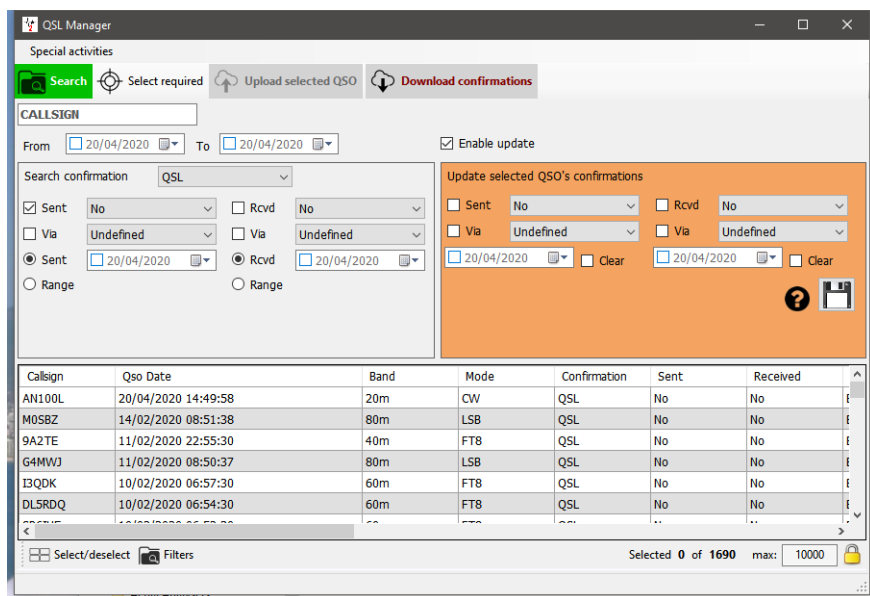 QSL Manager
Special activities
Search Select required Upload selected QSO Download confirmations
CALLSIGN
From 20/04/2020 To 20/04/2020 Enable update
Search confirmation QSL Update selected QSO's confirmations
Sent No Rcvd No Sent No Rcvd No
Via Undefined Via Undefined Via Undefined Via Undefined
Sent 20/04/2020 Rcvd 20/04/2020 20/04/2020 Clear 20/04/2020 Clear
Range Range
Callsign Qso Date Band Mode Confirmation Sent Received
AN100L 20/04/2020 14:49:58 20m CW QSL No No
M0SBZ 14/02/2020 08:51:38 80m LSB QSL No No
9A2TE 11/02/2020 22:55:30 40m FT8 QSL No No
G4MWJ 11/02/2020 08:50:37 80m LSB QSL No No
I3QDK 10/02/2020 06:57:30 60m FT8 QSL No No
DL5RDQ 10/02/2020 06:54:30 60m FT8 QSL No No
Select/deselect Filters Selected 0 of 1690 max: 10000